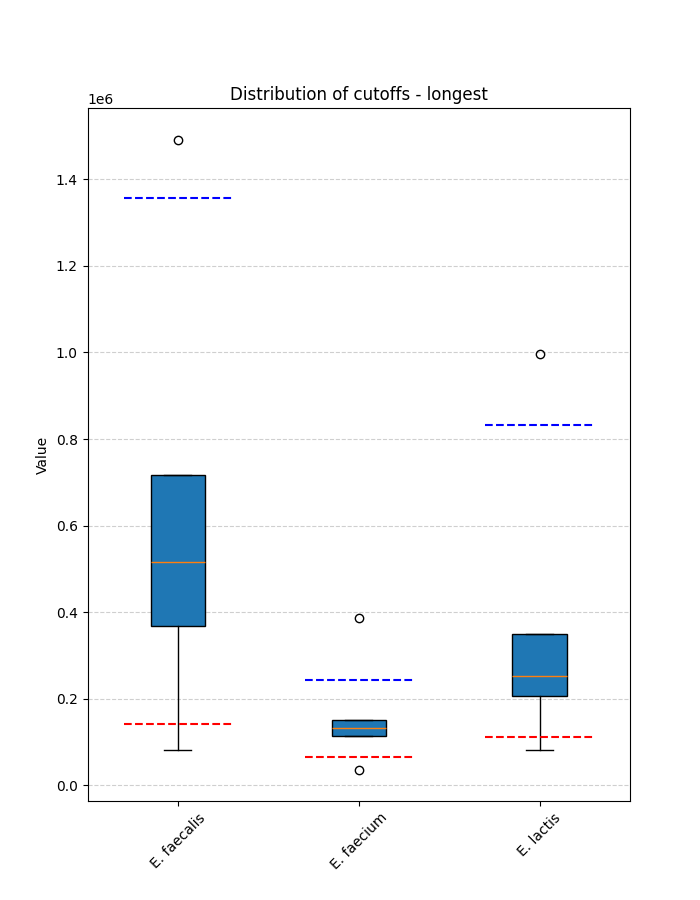 Distribution of cutoffs - longest
1e6
1.4
1.2
1.0
0.8
0.6
0.4
0.2
0.0
Value
E. faecalis
E. faecium
E. lactis